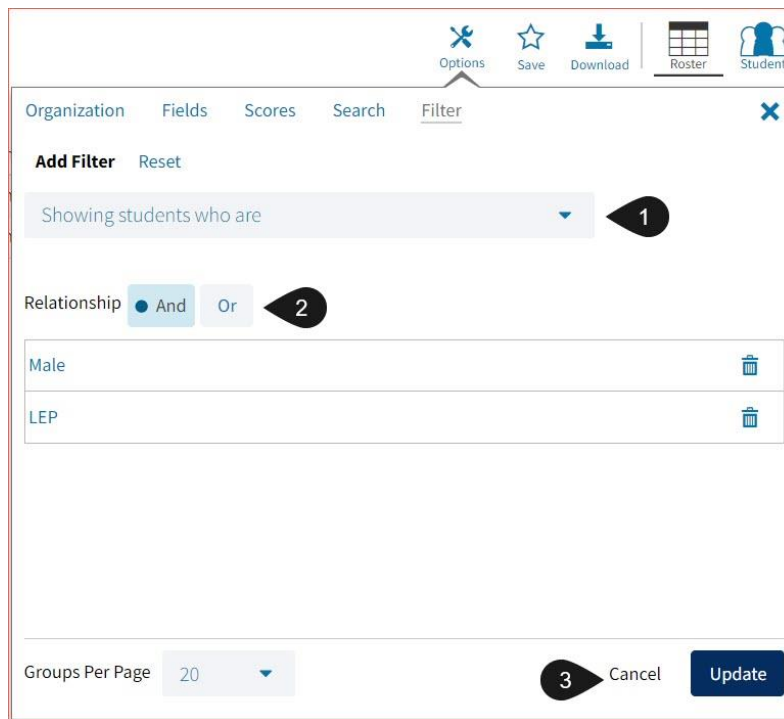 Options Save Download Roster Student
Organization Fields Scores Search Filter
Add Filter Reset
Showing students who are
1
Relationship And Or
2
Male
LEP
Groups Per Page 20
3
Cancel Update